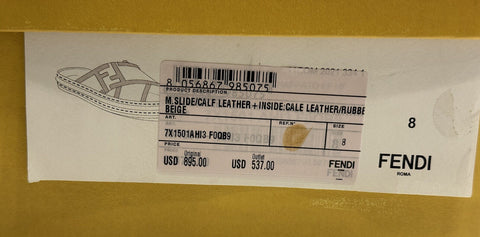 8 056867 985075
PRODUCT DESCRIPTION
M.SLIDE/CALF LEATHER+INSIDE:CALE LEATHER/RUBBE
BEIGE
ART. REF.N° SIZE
7X1501AHI3 F0QB9 8
PRICE
Original Outlet
USD 895.00 USD 537.00
FENDI
8
FENDI
ROMA